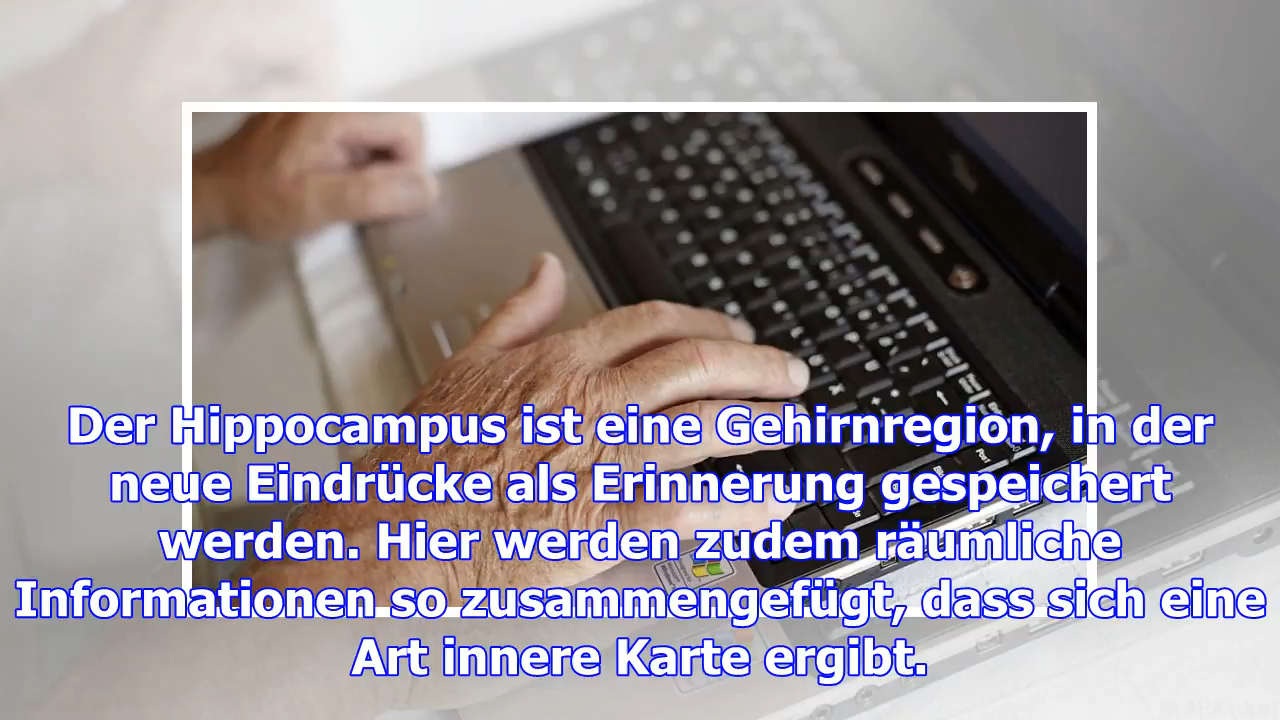 Der Hippocampus ist eine Gehirnregion, in der
neue Eindrücke als Erinnerung gespeichert
werden. Hier werden zudem räumliche
Informationen so zusammengefügt, dass sich eine
Art innere Karte ergibt.